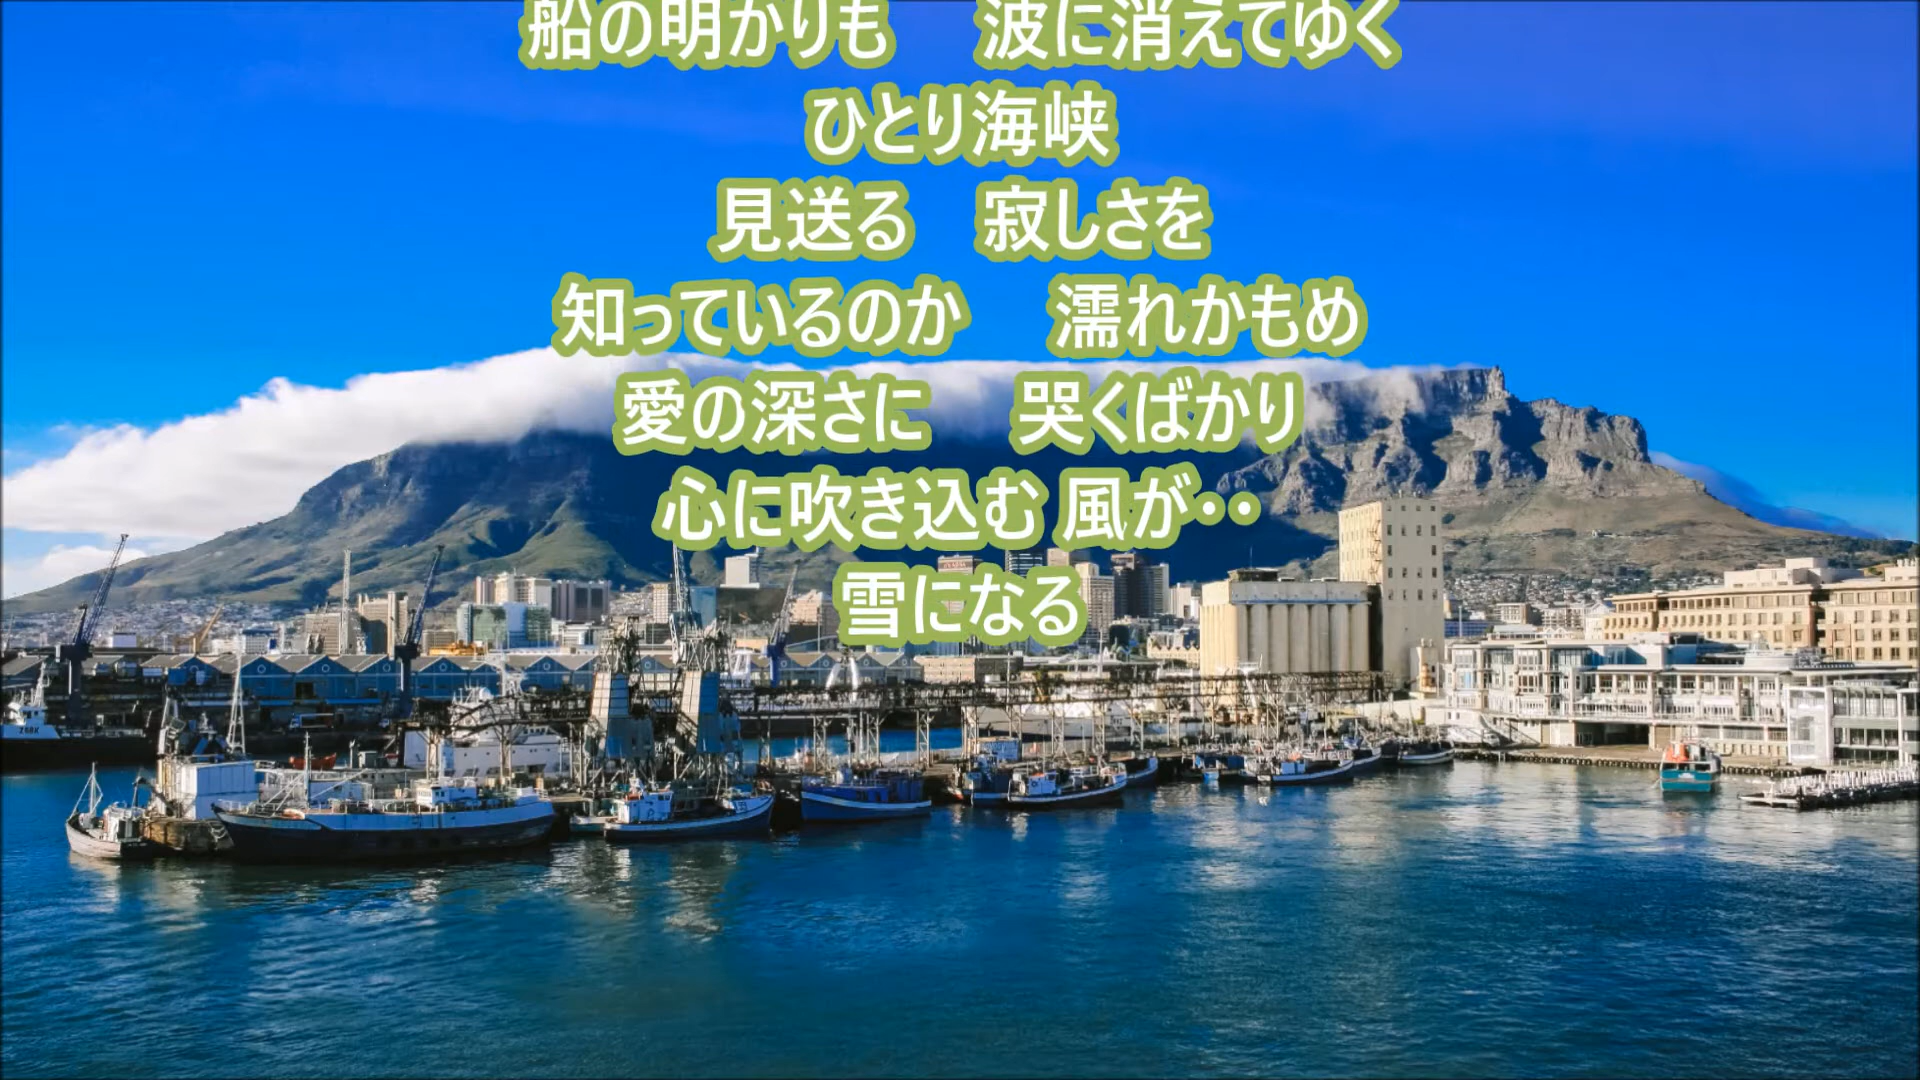 船の明かりも　波に消えてゆく
ひとり海峡
見送る　寂しさを
知っているのか　濡れかもめ
愛の深さに　哭くばかり
心に吹き込む 風が・・
雪になる